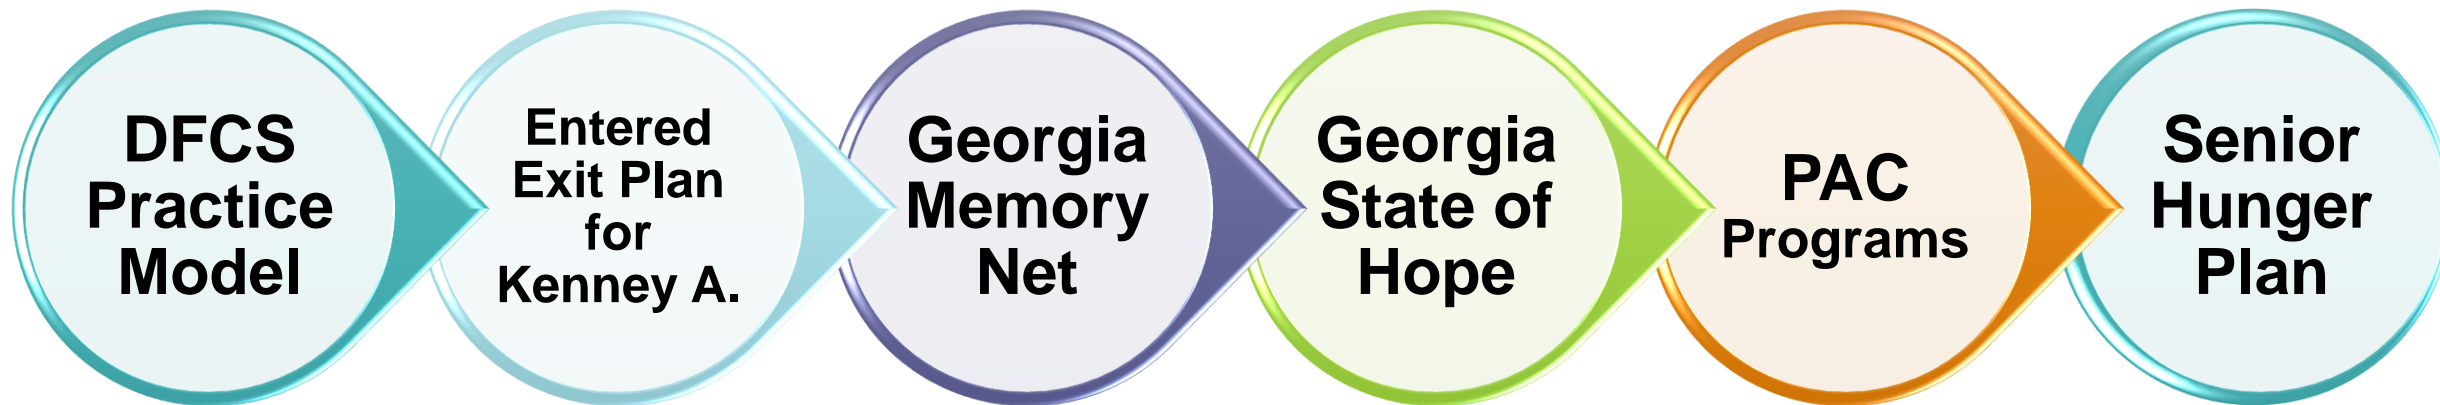 DFCS
Practice
Model
Entered
Exit Plan
for
Kenney A.
Georgia
Memory
Net
Georgia
State of
Hope
PAC
Programs
Senior
Hunger
Plan